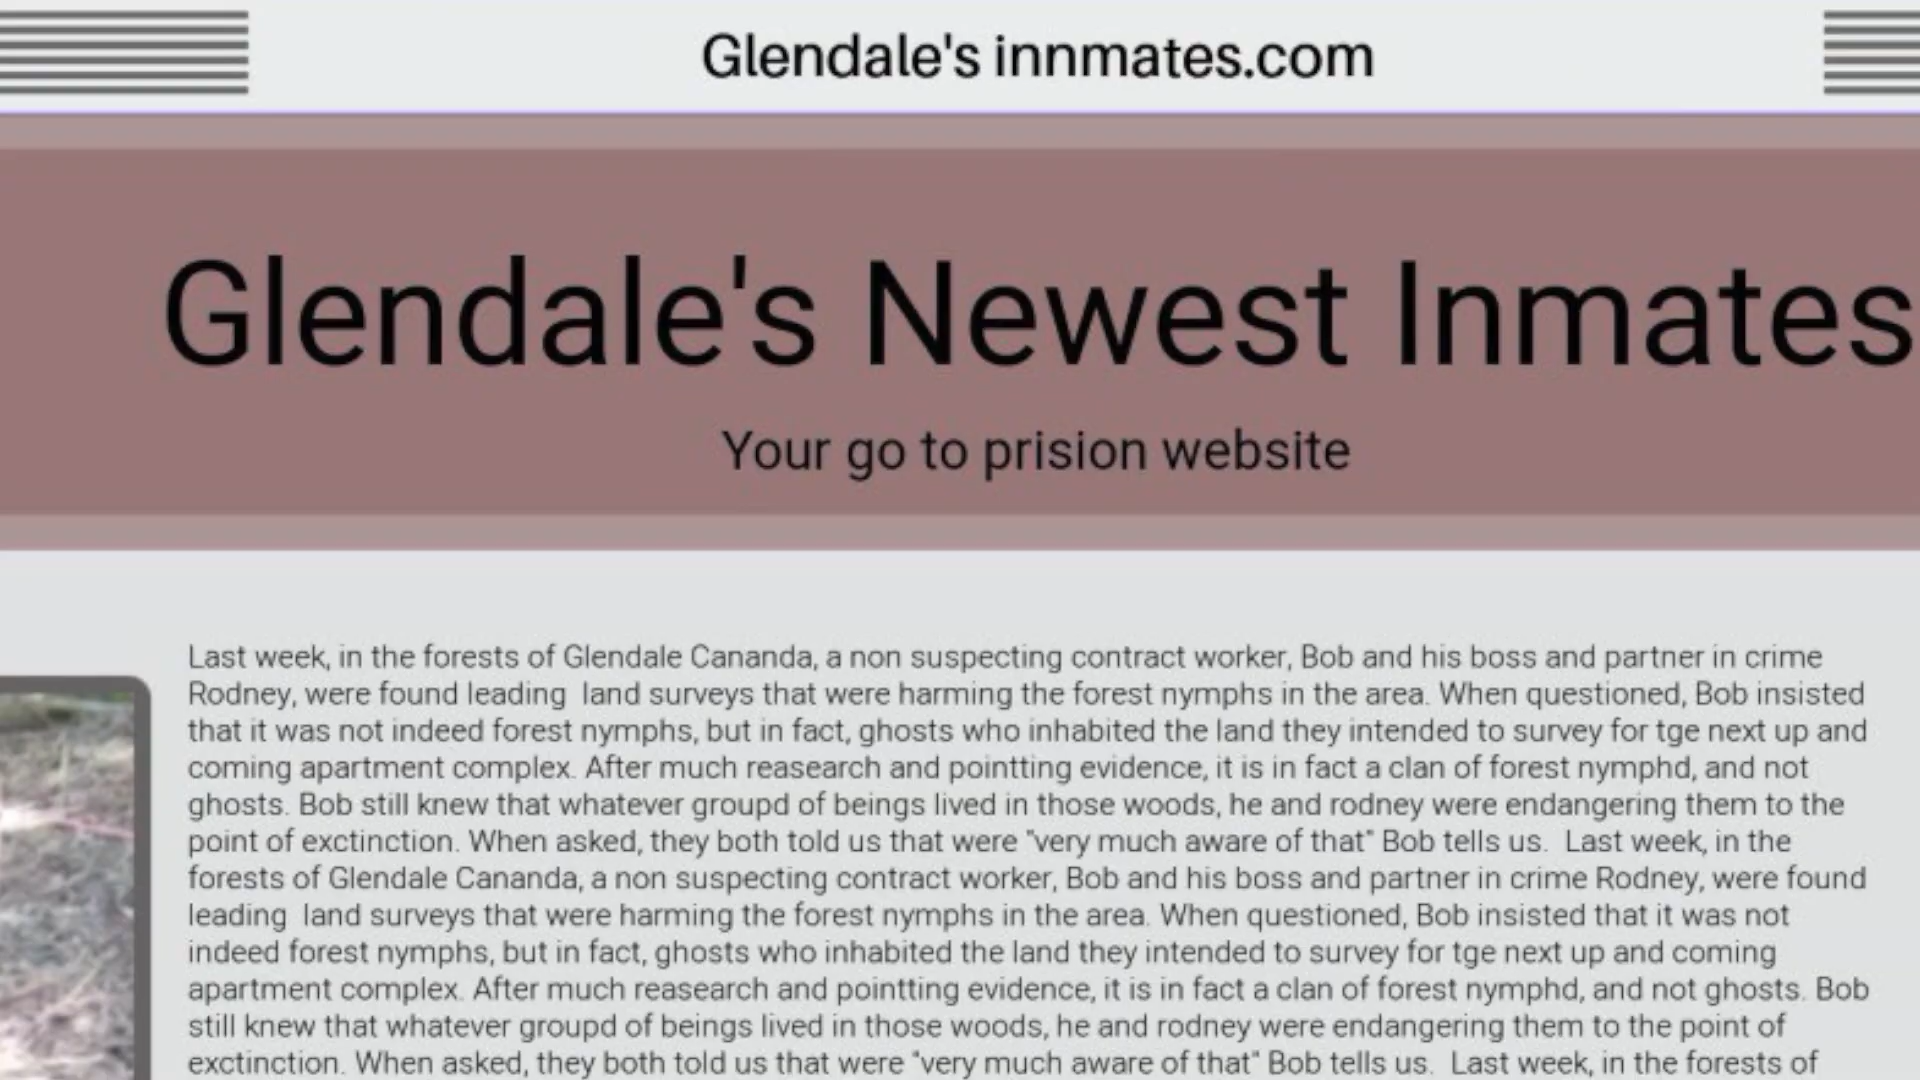 Glendale's innnmates.com
Glendale's Newest Inmates
Your go to prision website
Last week, in the forests of Glendale Cananda, a non suspecting contract worker, Bob and his boss and partner in crime
Rodney, were found leading  land surveys that were harming the forest nymphs in the area. When questioned, Bob insisted
that it was not indeed forest nymphs, but in fact, ghosts who inhabited the land they intended to survey for tge next up and
coming apartment complex. After much reasearch and pointting evidence, it is in fact a clan of forest nymphd, and not
ghosts. Bob still knew that whatever groupd of beings lived in those woods, he and rodney were endangering them to the
point of exctinction. When asked, they both told us that were "very much aware of that" Bob tells us.  Last week, in the
forests of Glendale Cananda, a non suspecting contract worker, Bob and his boss and partner in crime Rodney, were found
leading  land surveys that were harming the forest nymphs in the area. When questioned, Bob insisted that it was not
indeed forest nymphs, but in fact, ghosts who inhabited the land they intended to survey for tge next up and coming
apartment complex. After much reasearch and pointting evidence, it is in fact a clan of forest nymphd, and not ghosts. Bob
still knew that whatever groupd of beings lived in those woods, he and rodney were endangering them to the point of
exctinction. When asked, they both told us that were "very much aware of that" Bob tells us.  Last week, in the forests of